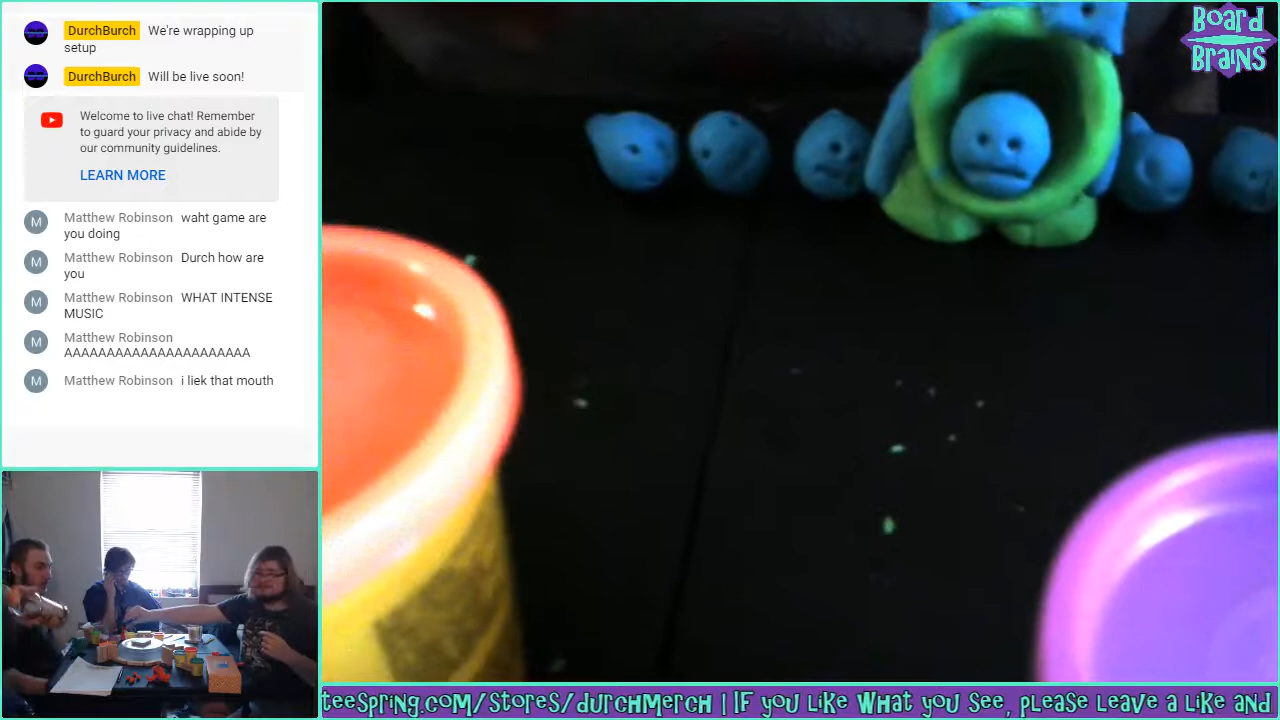 DurchBurch We're wrapping up
setup
DurchBurch Will be live soon!
Welcome to live chat! Remember
to guard your privacy and abide by
our community guidelines.
LEARN MORE
M Matthew Robinson waht game are
you doing
M Matthew Robinson Durch how are
you
M Matthew Robinson WHAT INTENSE
MUSIC
M Matthew Robinson
AAAAAAAAAAAAAAAAAAAAAA
M Matthew Robinson i liek that mouth
BOARD
BRAINS
teespring.com/stores/durchmerch | If you like what you see, please leave a like and